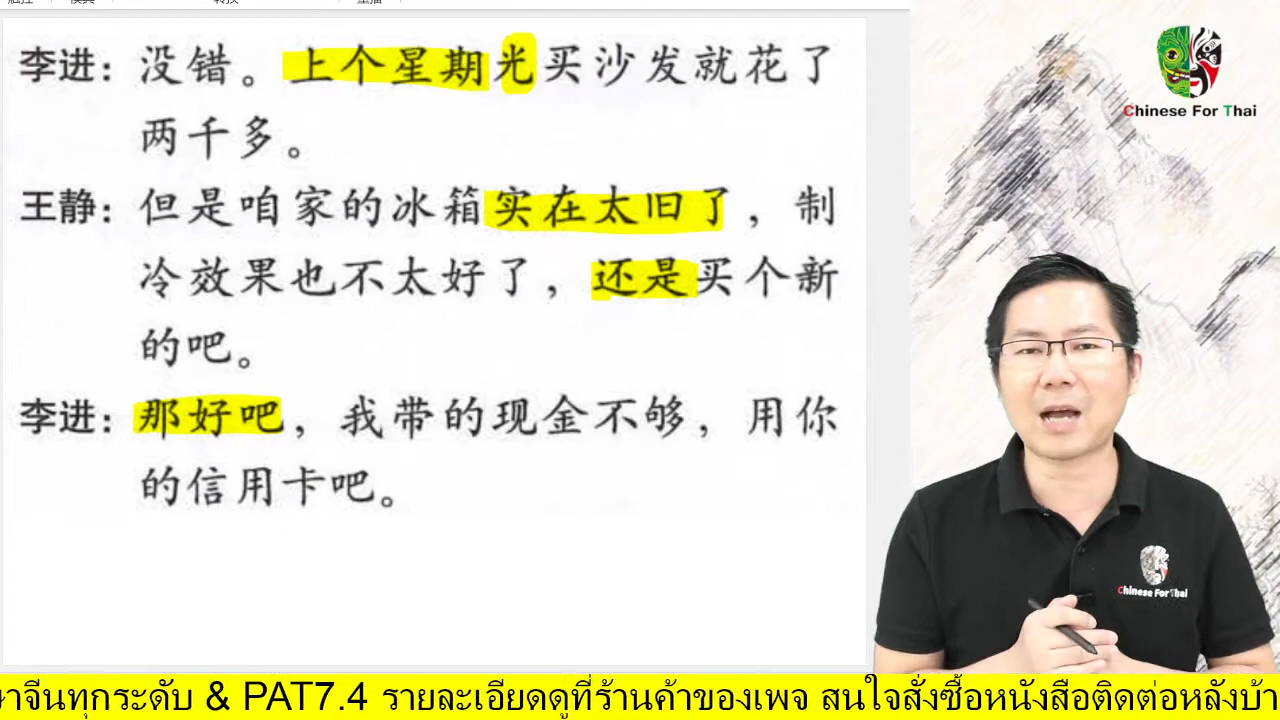 李进：没错。上个星期光买沙发就花了
两千多。
王静：但是咱家的冰箱实在太旧了，制
冷效果也不太好了，还是买个新
的吧。
李进：那好吧，我带的现金不够，用你
的信用卡吧。
Chinese For Thai
Chinese For Thai
าจีนทุกระดับ & PAT7.4 รายละเอียดดูที่ร้านค้าของเพจ สนใจสั่งซื้อหนังสือติดต่อหลังบ้า